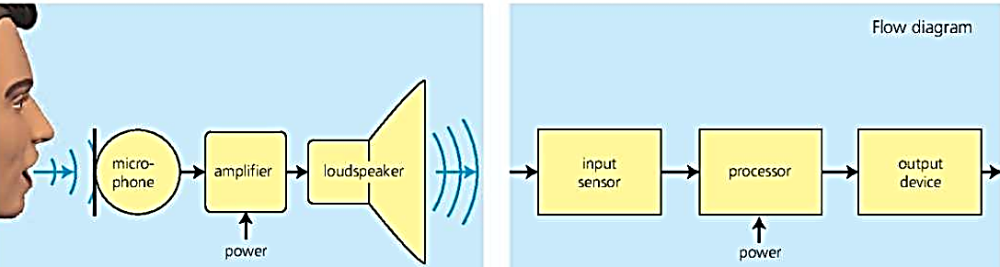 Flow diagram
micro-
phone
amplifier
loudspeaker
power
input
sensor
processor
output
device
power